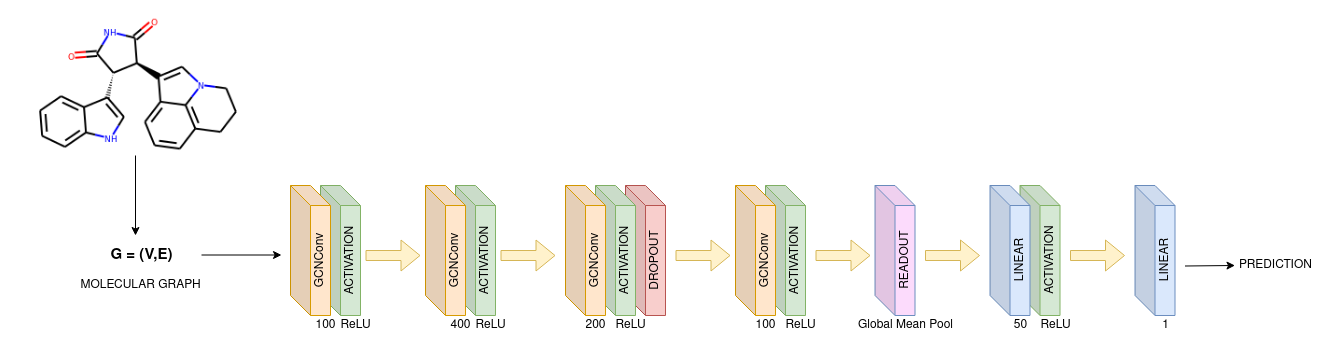 O
NH
O
N
NH
G = (V,E)
MOLECULAR GRAPH
GCNConv
ACTIVATION
100 ReLU
GCNConv
ACTIVATION
400 ReLU
GCNConv
ACTIVATION
DROPOUT
200 ReLU
GCNConv
ACTIVATION
100 ReLU
READOUT
Global Mean Pool
LINEAR
ACTIVATION
50 ReLU
LINEAR
1
PREDICTION